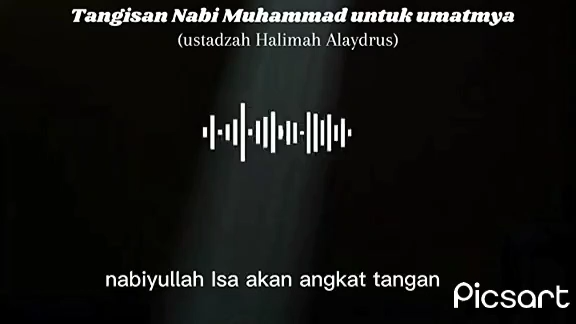 Tangisan Nabi Muhammad untuk umatmya
(ustadzah Halimah Alaydrus)
nabiyullah Isa akan angkat tangan
Picsart